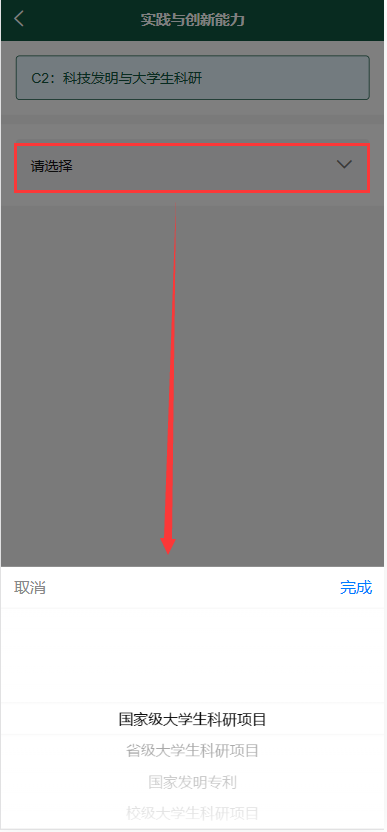 实践与创新能力
C2：科技发明与大学生科研
请选择
取消
完成
国家级大学生科研项目
省级大学生科研项目
国家发明专利
校级大学生科研项目